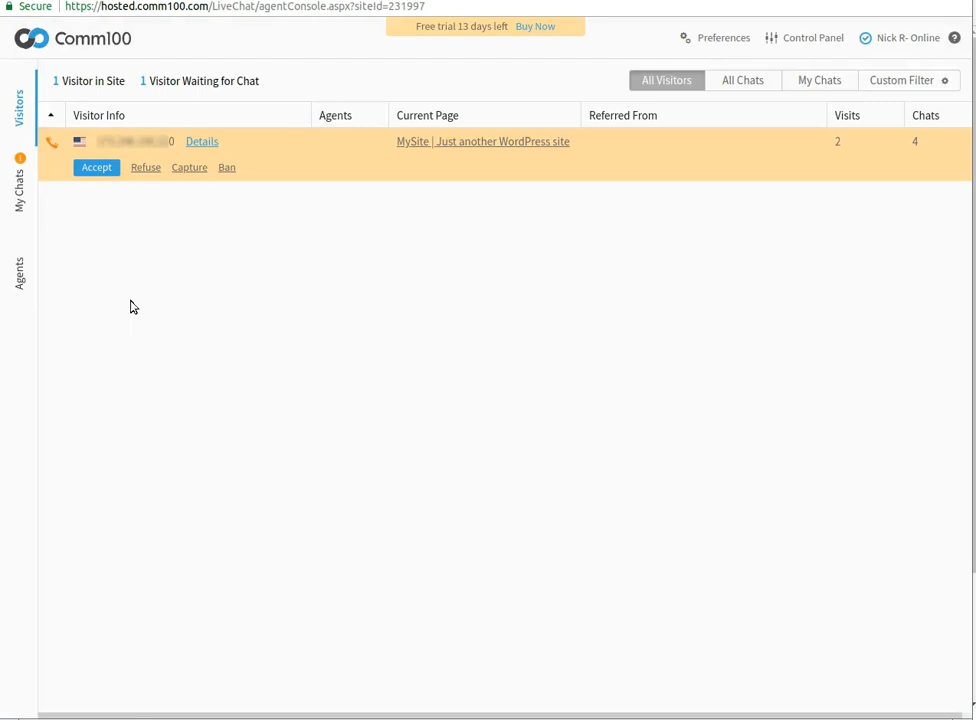 Secure https://hosted.comm100.com/LiveChat/agentConsole.aspx?siteId=231997
Free trial 13 days left Buy Now
Comm100
Preferences Control Panel Nick R- Online ?
1 Visitor in Site 1 Visitor Waiting for Chat All Visitors All Chats My Chats Custom Filter
Visitors
Visitor Info Agents Current Page Referred From Visits Chats
0 Details MySite | Just another WordPress site 2 4
Accept Refuse Capture Ban
!
My Chats
Agents